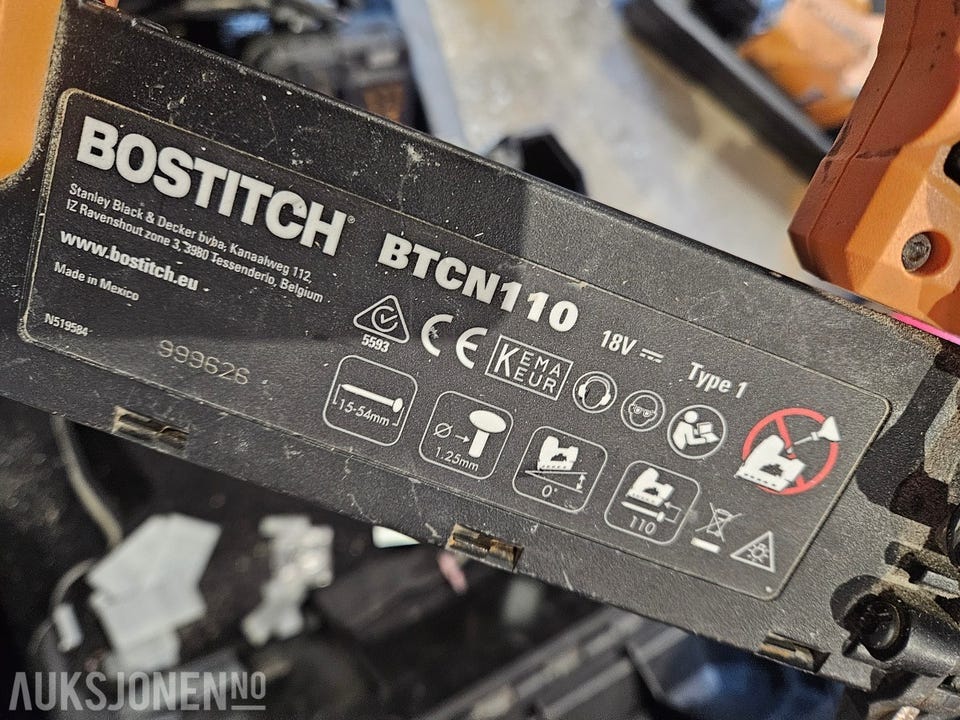 BOSTITCH®
Stanley Black & Decker bvba, Kanaalweg 112,
IZ Ravenshout zone 3, 3980 Tessenderlo, Belgium
www.bostitch.eu
Made in Mexico
N519584
999626
BTCN110
18V
Type 1
5593
CE
KEMA
KEUR
15-54mm
Ø
1.25mm
0°
110
AUKSJONEN.NO